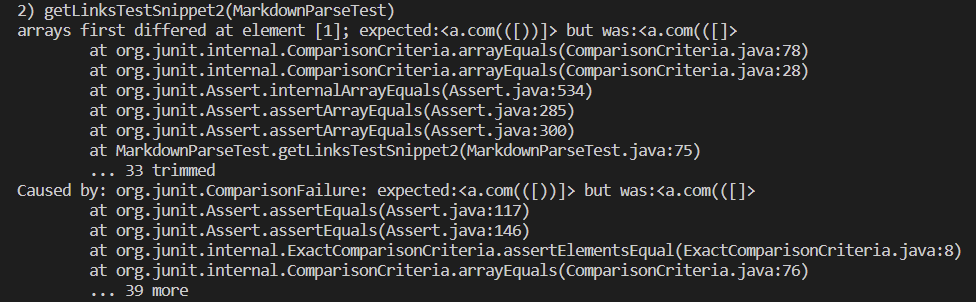 2) getLinksTestSnippet2(MarkdownParseTest)
arrays first differed at element [1]; expected:<a.com(([))]> but was:<a.com(([]>
at org.junit.internal.ComparisonCriteria.arrayEquals(ComparisonCriteria.java:78)
at org.junit.internal.ComparisonCriteria.arrayEquals(ComparisonCriteria.java:28)
at org.junit.Assert.internalArrayEquals(Assert.java:534)
at org.junit.Assert.assertArrayEquals(Assert.java:285)
at org.junit.Assert.assertArrayEquals(Assert.java:300)
at MarkdownParseTest.getLinksTestSnippet2(MarkdownParseTest.java:75)
... 33 trimmed
Caused by: org.junit.ComparisonFailure: expected:<a.com(([))]> but was:<a.com(([]>
at org.junit.Assert.assertEquals(Assert.java:117)
at org.junit.Assert.assertEquals(Assert.java:146)
at org.junit.internal.ExactComparisonCriteria.assertElementsEqual(ExactComparisonCriteria.java:8)
at org.junit.internal.ComparisonCriteria.arrayEquals(ComparisonCriteria.java:76)
... 39 more